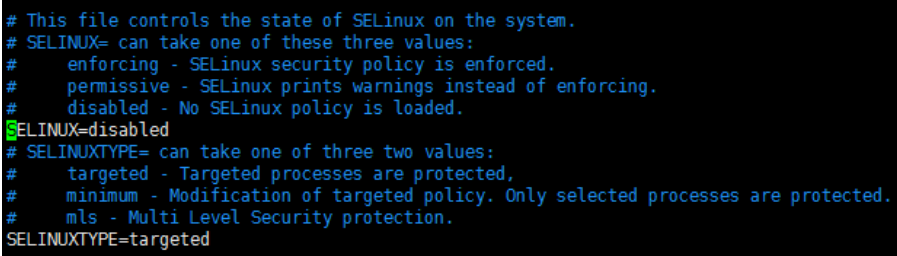 # This file controls the state of SELinux on the system.
# SELINUX= can take one of these three values:
#     enforcing - SELinux security policy is enforced.
#     permissive - SELinux prints warnings instead of enforcing.
#     disabled - No SELinux policy is loaded.
SELINUX=disabled
# SELINUXTYPE= can take one of three two values:
#     targeted - Targeted processes are protected,
#     minimum - Modification of targeted policy. Only selected processes are protected.
#     mls - Multi Level Security protection.
SELINUXTYPE=targeted